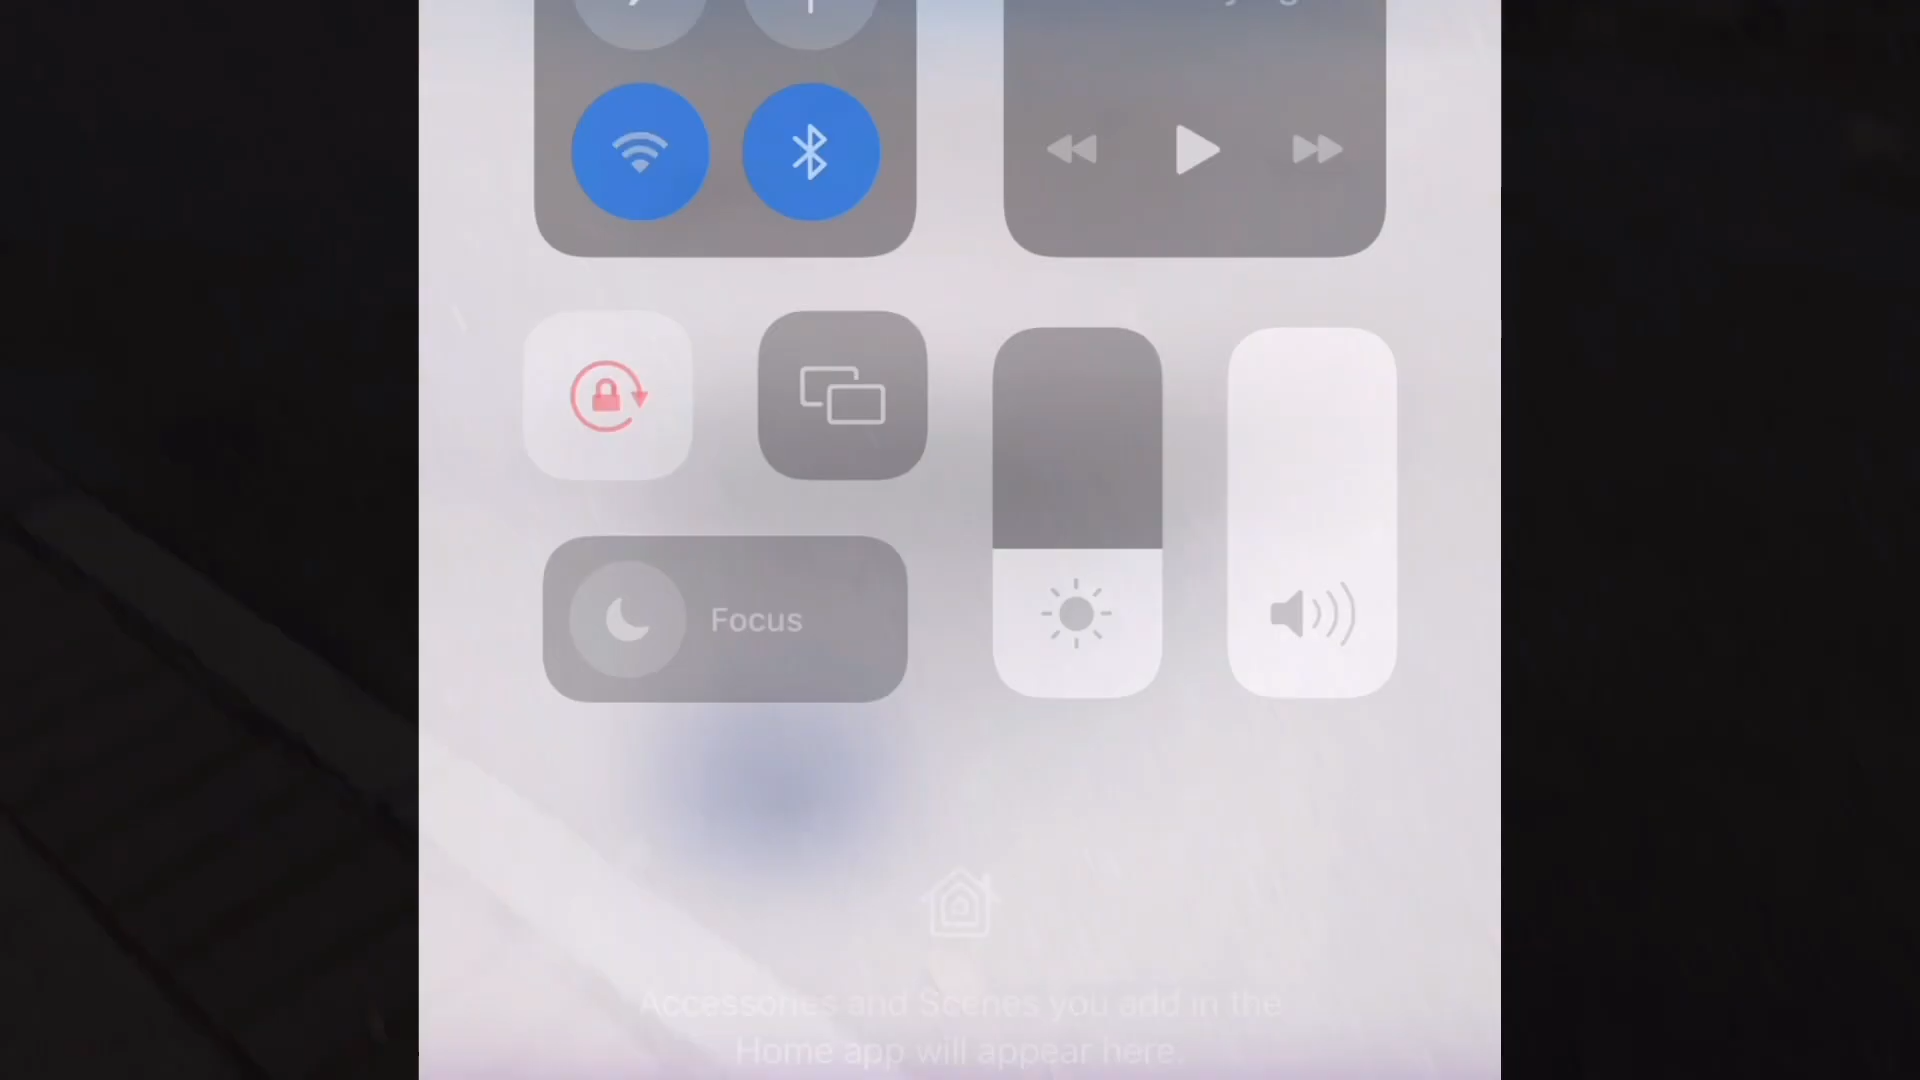 Focus
Accessories and Scenes you add in the
Home app will appear here.